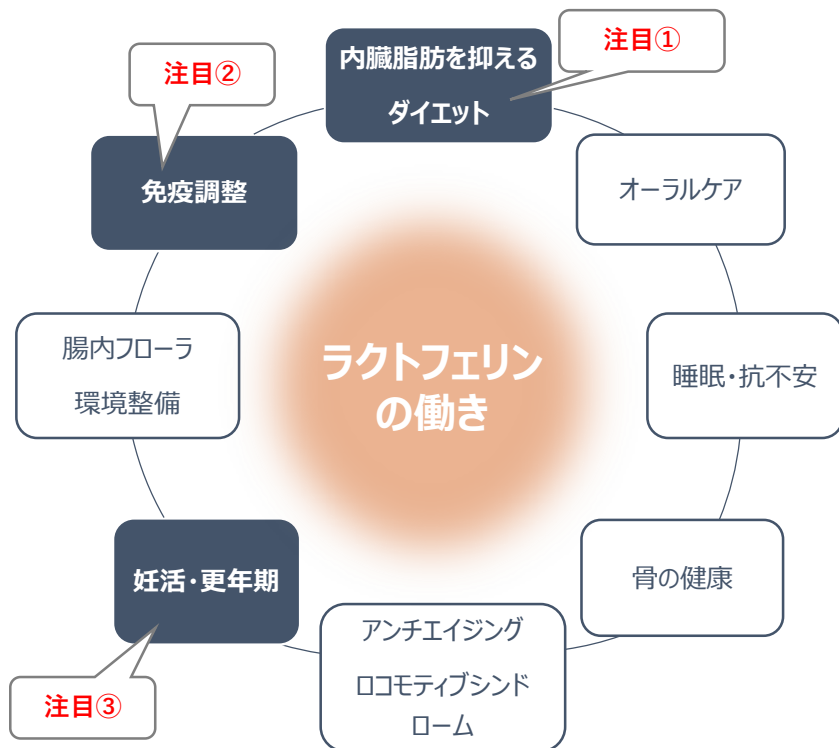 注目①
内臓脂肪を抑える
ダイエット
注目②
免疫調整
オーラルケア
腸内フローラ
環境整備
ラクトフェリン
の働き
睡眠・抗不安
妊活・更年期
骨の健康
アンチエイジング
ロコモティブシンド
ローム
注目③